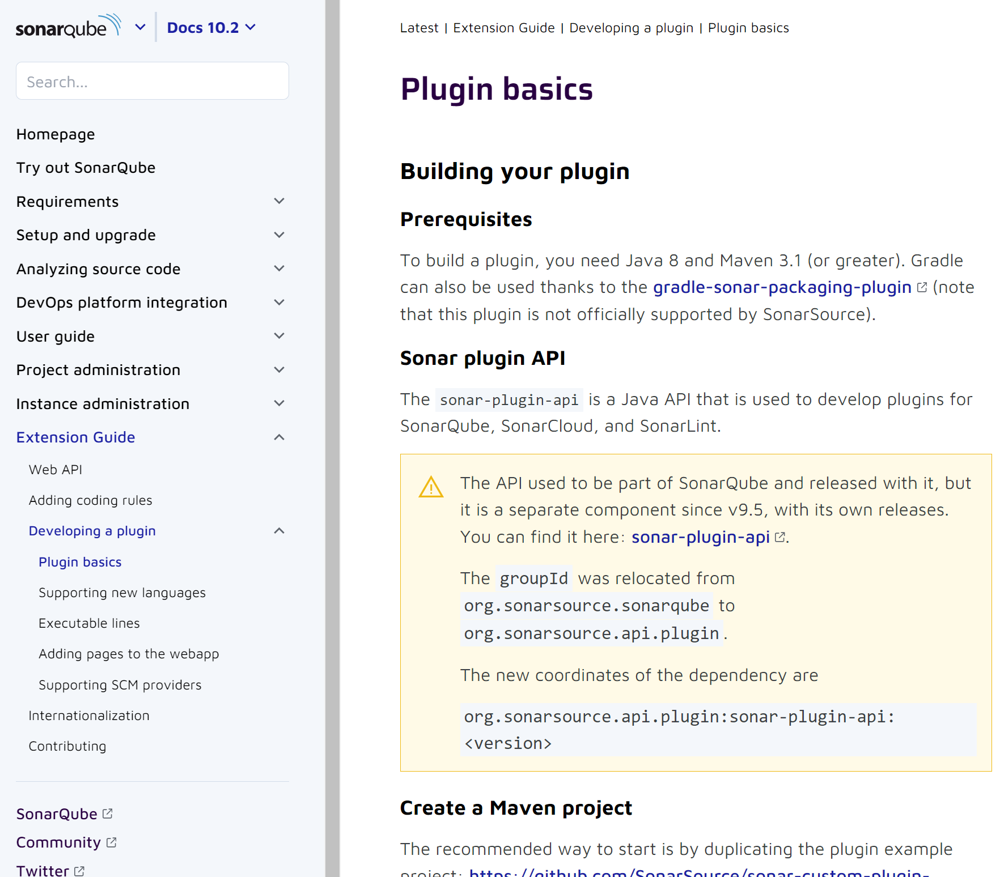 sonarqube
Docs 10.2
Search...
Homepage
Try out SonarQube
Requirements
Setup and upgrade
Analyzing source code
DevOps platform integration
User guide
Project administration
Instance administration
Extension Guide
Web API
Adding coding rules
Developing a plugin
Plugin basics
Supporting new languages
Executable lines
Adding pages to the webapp
Supporting SCM providers
Internationalization
Contributing
SonarQube
Community
Twitter
Latest | Extension Guide | Developing a plugin | Plugin basics
Plugin basics
Building your plugin
Prerequisites
To build a plugin, you need Java 8 and Maven 3.1 (or greater). Gradle
can also be used thanks to the gradle-sonar-packaging-plugin (note
that this plugin is not officially supported by SonarSource).
Sonar plugin API
The sonar-plugin-api is a Java API that is used to develop plugins for
SonarQube, SonarCloud, and SonarLint.
The API used to be part of SonarQube and released with it, but
it is a separate component since v9.5, with its own releases.
You can find it here: sonar-plugin-api.
The groupId was relocated from
org.sonarsource.sonarqube to
org.sonarsource.api.plugin.
The new coordinates of the dependency are
org.sonarsource.api.plugin:sonar-plugin-api:
<version>
Create a Maven project
The recommended way to start is by duplicating the plugin example
project: https://github.com/SonarSource/sonar-custom-plugin-